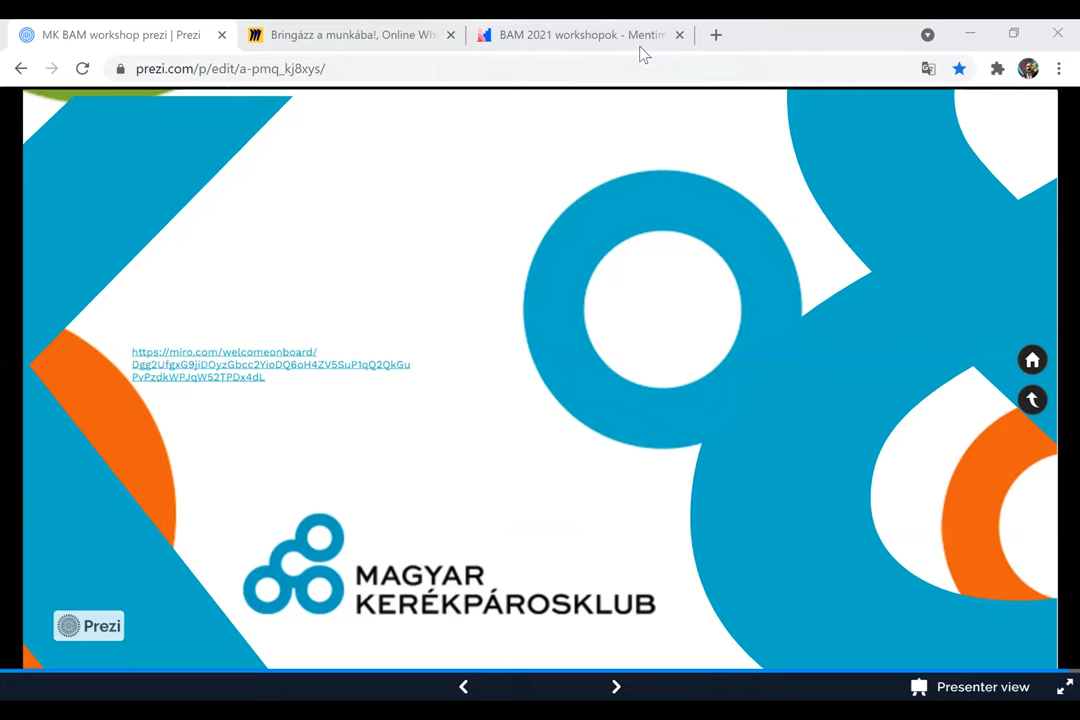 MK BAM workshop prezi | Prezi
Bringázz a munkába!, Online Wh
BAM 2021 workshopok - Mentim
prezi.com/p/edit/a-pmq_kj8xys/
https://miro.com/welcomeonboard/
Dgg2UfgxG9jiDOyzGbcc2YioDQ6oH4ZV5SuP1qQ2QkGu
PvPzdkWPJqW52TPDx4dL
MAGYAR
KERÉKPÁROSKLUB
Prezi
Presenter view